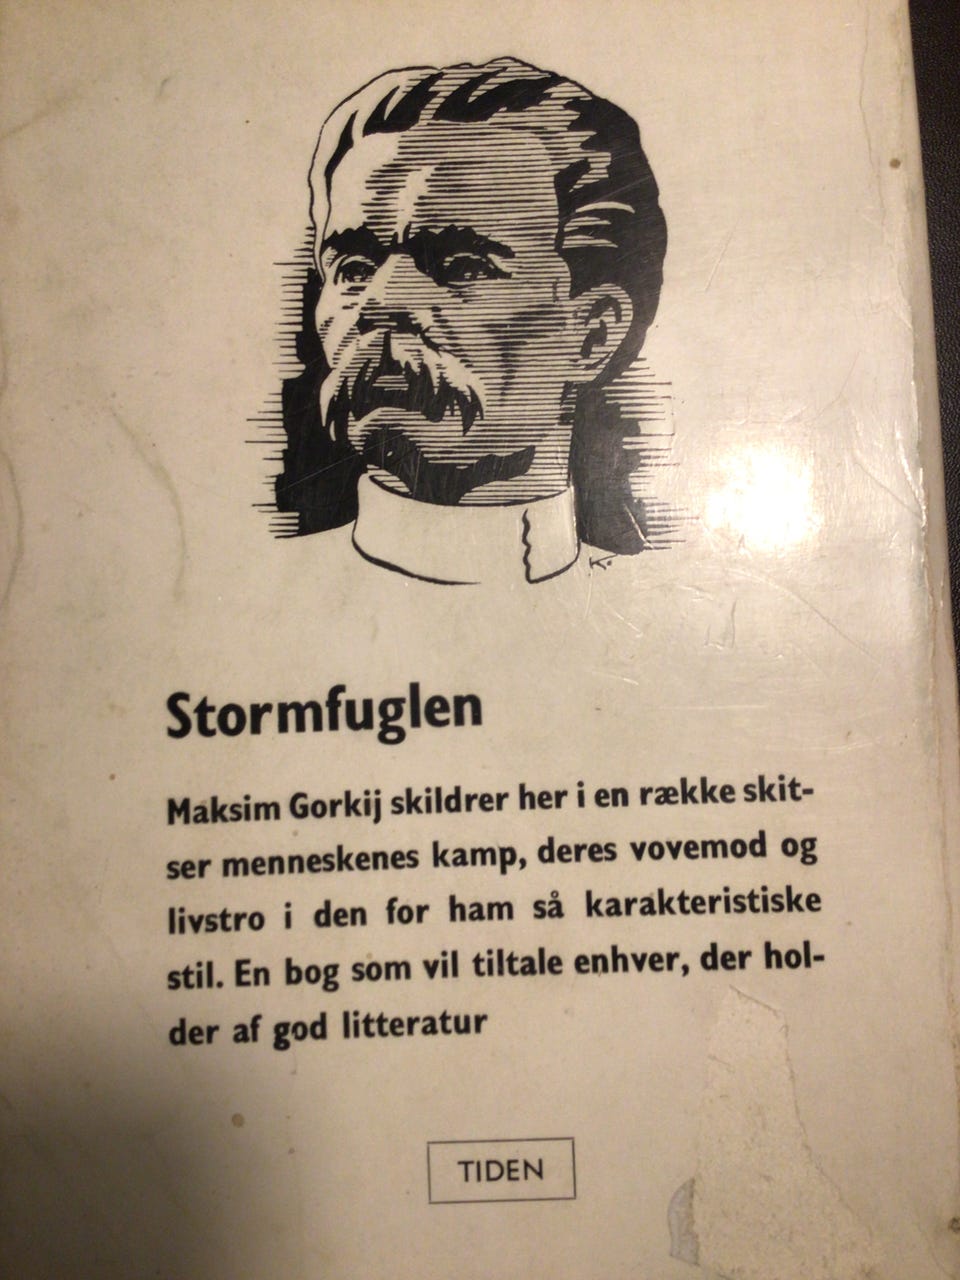 K.
Stormfuglen
Maksim Gorkij skildrer her i en række skit-
ser menneskenes kamp, deres vovemod og
livstro i den for ham så karakteristiske
stil. En bog som vil tiltale enhver, der hol-
der af god litteratur
TIDEN